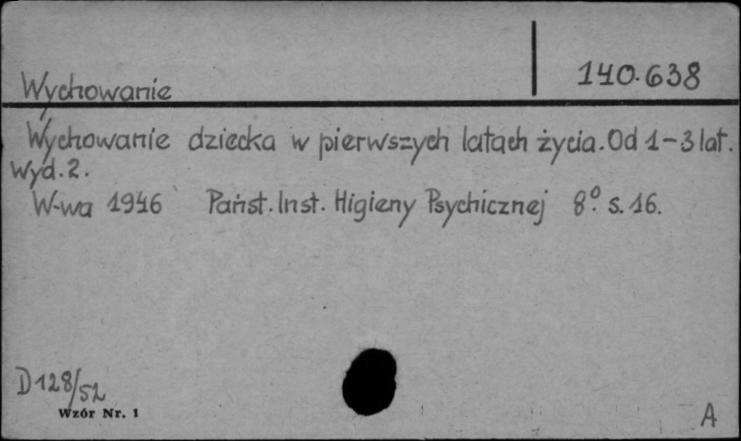 Wychowanie 140.638
Wychowanie dziecka w pierwszych latach życia. Od 1-3 lat.
Wyd. 2.
W-wa 1946 Państ. Inst. Higieny Psychicznej 8° s. 16.
D 128/52
Wzór Nr. 1
A